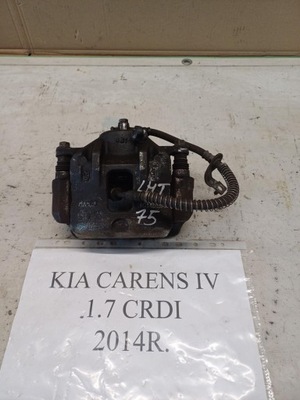 LHT
75
KIA CARENS IV
1.7 CRDI
2014R.